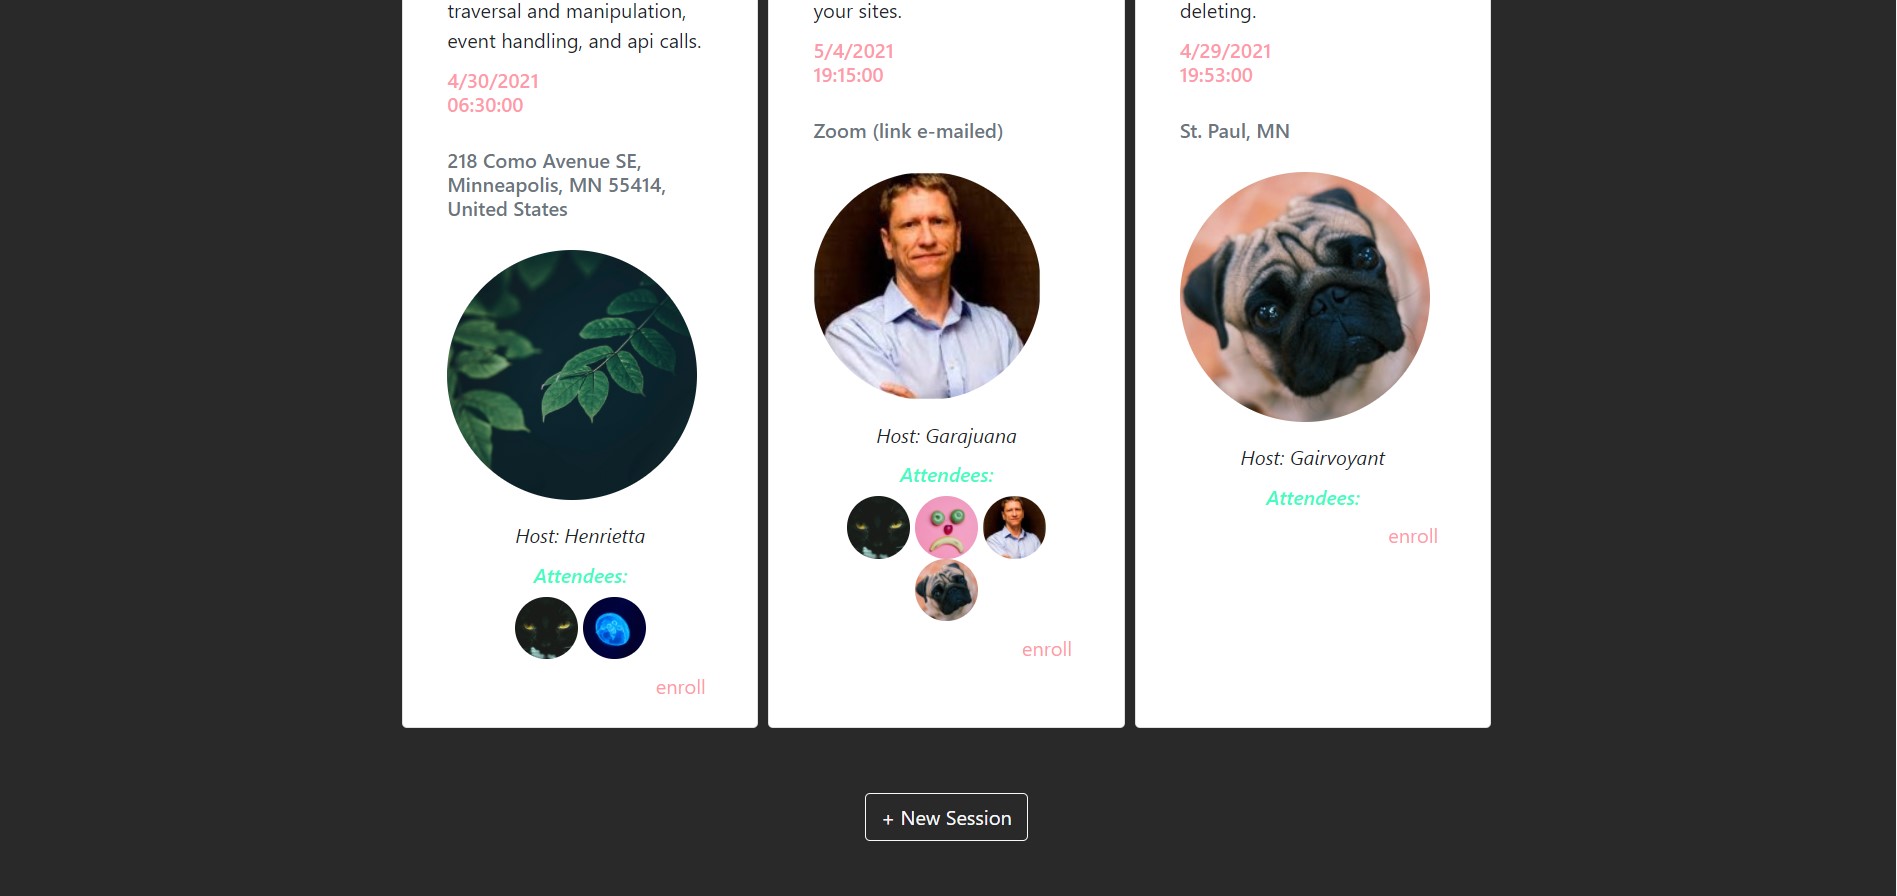 traversal and manipulation,
event handling, and api calls.
4/30/2021
06:30:00
218 Como Avenue SE,
Minneapolis, MN 55414,
United States
Host: Henrietta
Attendees:
enroll
your sites.
5/4/2021
19:15:00
Zoom (link e-mailed)
Host: Garajuana
Attendees:
enroll
deleting.
4/29/2021
19:53:00
St. Paul, MN
Host: Gairvoyant
Attendees:
enroll
+ New Session